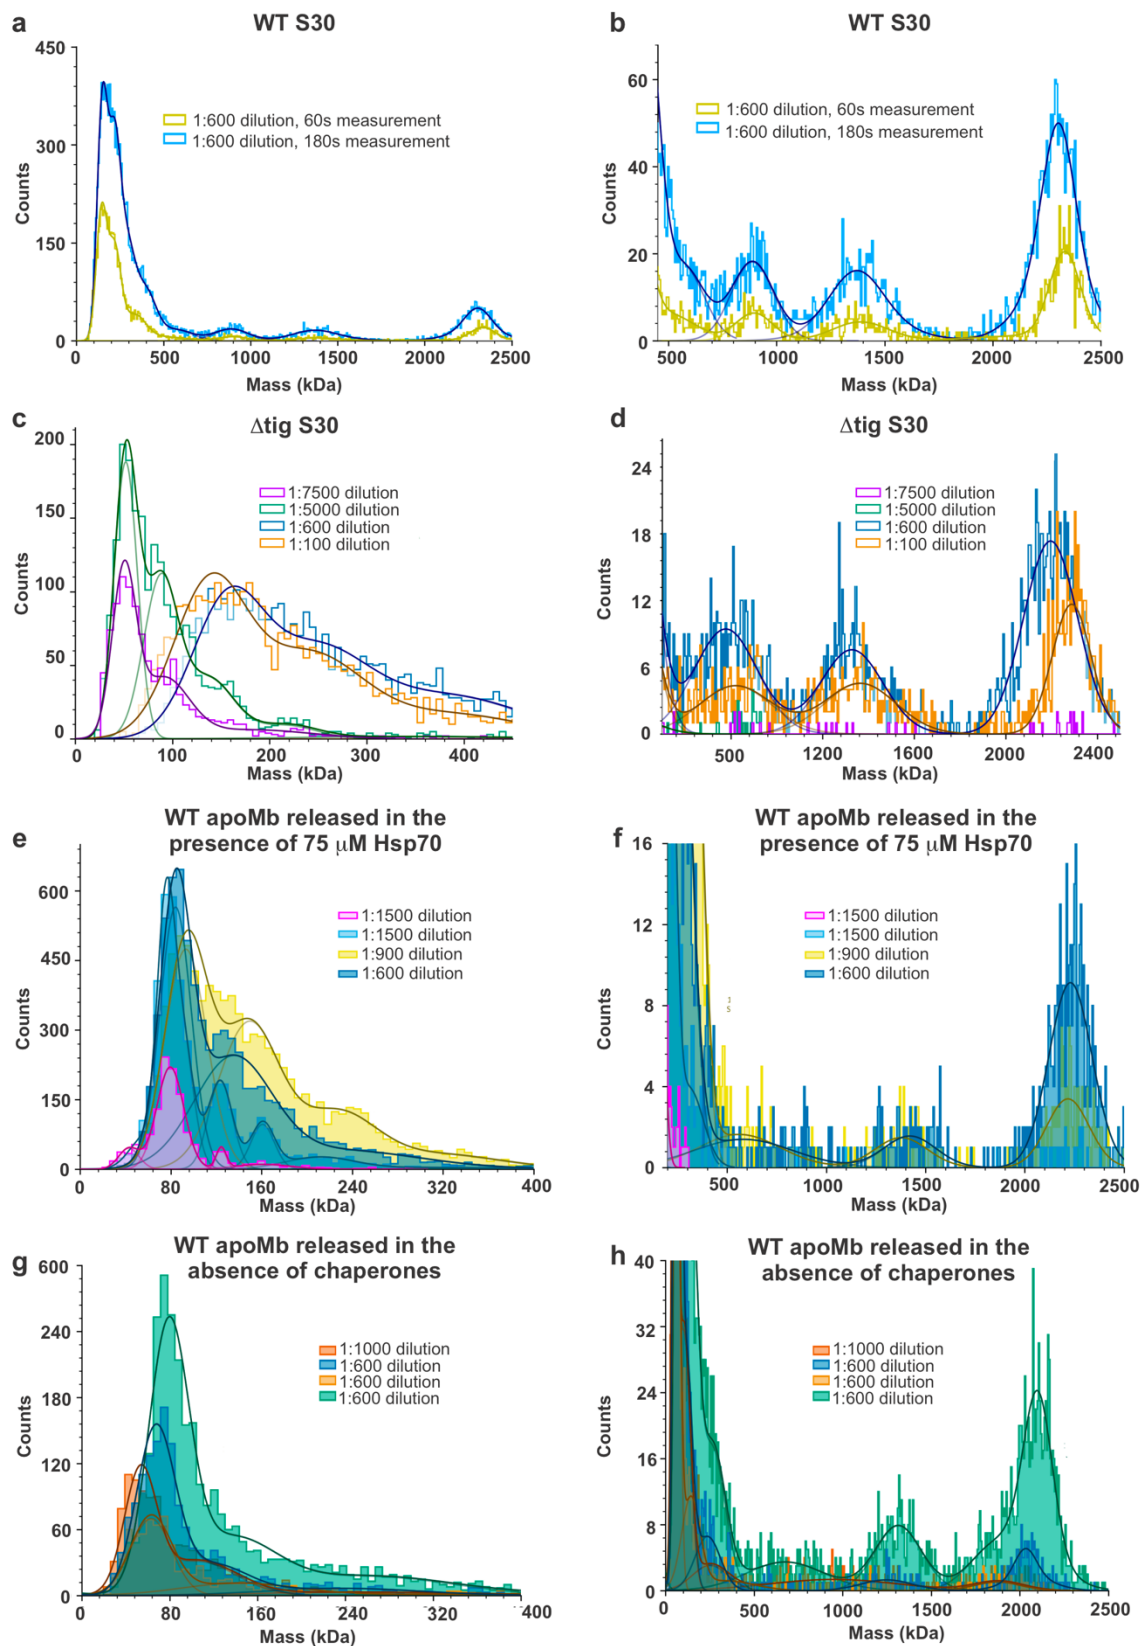 a
WT S30
450
300
150
0
Counts
1:600 dilution, 60s measurement
1:600 dilution, 180s measurement
0 500 1000 1500 2000 2500
Mass (kDa)
b
WT S30
60
40
20
0
Counts
1:600 dilution, 60s measurement
1:600 dilution, 180s measurement
500 1000 1500 2000 2500
Mass (kDa)
c
Δtig S30
200
150
100
50
0
Counts
1:7500 dilution
1:5000 dilution
1:600 dilution
1:100 dilution
0 100 200 300 400
Mass (kDa)
d
Δtig S30
24
18
12
6
0
Counts
1:7500 dilution
1:5000 dilution
1:600 dilution
1:100 dilution
500 1200 1600 2000 2400
Mass (kDa)
e
WT apoMb released in the
presence of 75 μM Hsp70
600
450
300
150
0
Counts
1:1500 dilution
1:1500 dilution
1:900 dilution
1:600 dilution
0 80 160 240 320 400
Mass (kDa)
f
WT apoMb released in the
presence of 75 μM Hsp70
16
12
8
4
0
Counts
1:1500 dilution
1:1500 dilution
1:900 dilution
1:600 dilution
500 1000 1500 2000 2500
Mass (kDa)
g
WT apoMb released in the
absence of chaperones
600
240
180
120
60
0
Counts
1:1000 dilution
1:600 dilution
1:600 dilution
1:600 dilution
0 80 160 240 320 400
Mass (kDa)
h
WT apoMb released in the
absence of chaperones
40
32
24
16
8
0
Counts
1:1000 dilution
1:600 dilution
1:600 dilution
1:600 dilution
0 500 1000 1500 2000 2500
Mass (kDa)